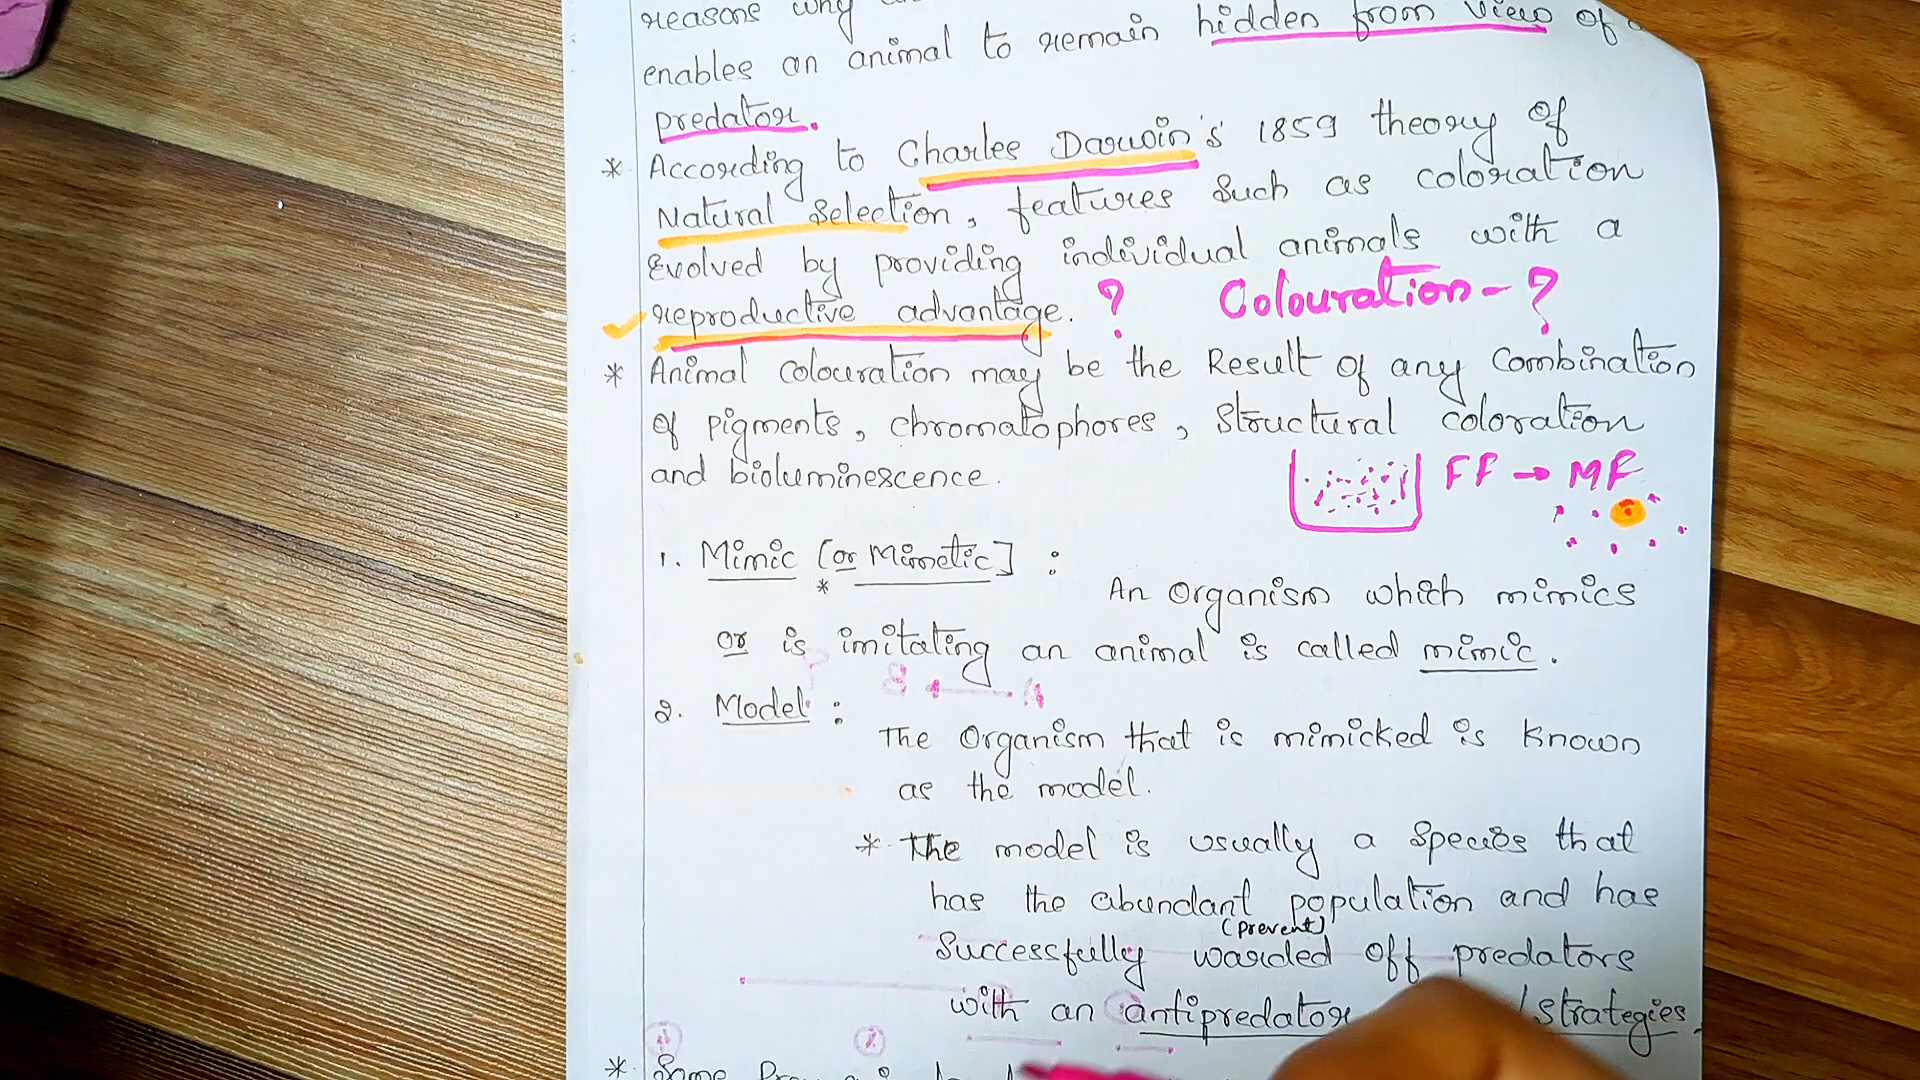 reasons why
enables an animal to remain hidden from view of a
predator.
* According to Charles Darwin's 1859 theory of
Natural Selection, features such as coloration
Evolved by providing individual animals with a
reproductive advantage. ? Colouration - ?
* Animal Colouration may be the Result of any Combination
of pigments, chromatophores, Structural coloration
and bioluminescence.
FF → MF
1. Mimic [or Mimetic] :
*
An Organism which mimics
or is imitating an animal is called mimic.
2. Model :
The Organism that is mimicked is known
as the model.
* The model is usually a Species that
has the abundant population and has
(prevent)
Successfully warded off predators
with an antipredator /strategies.
* Some